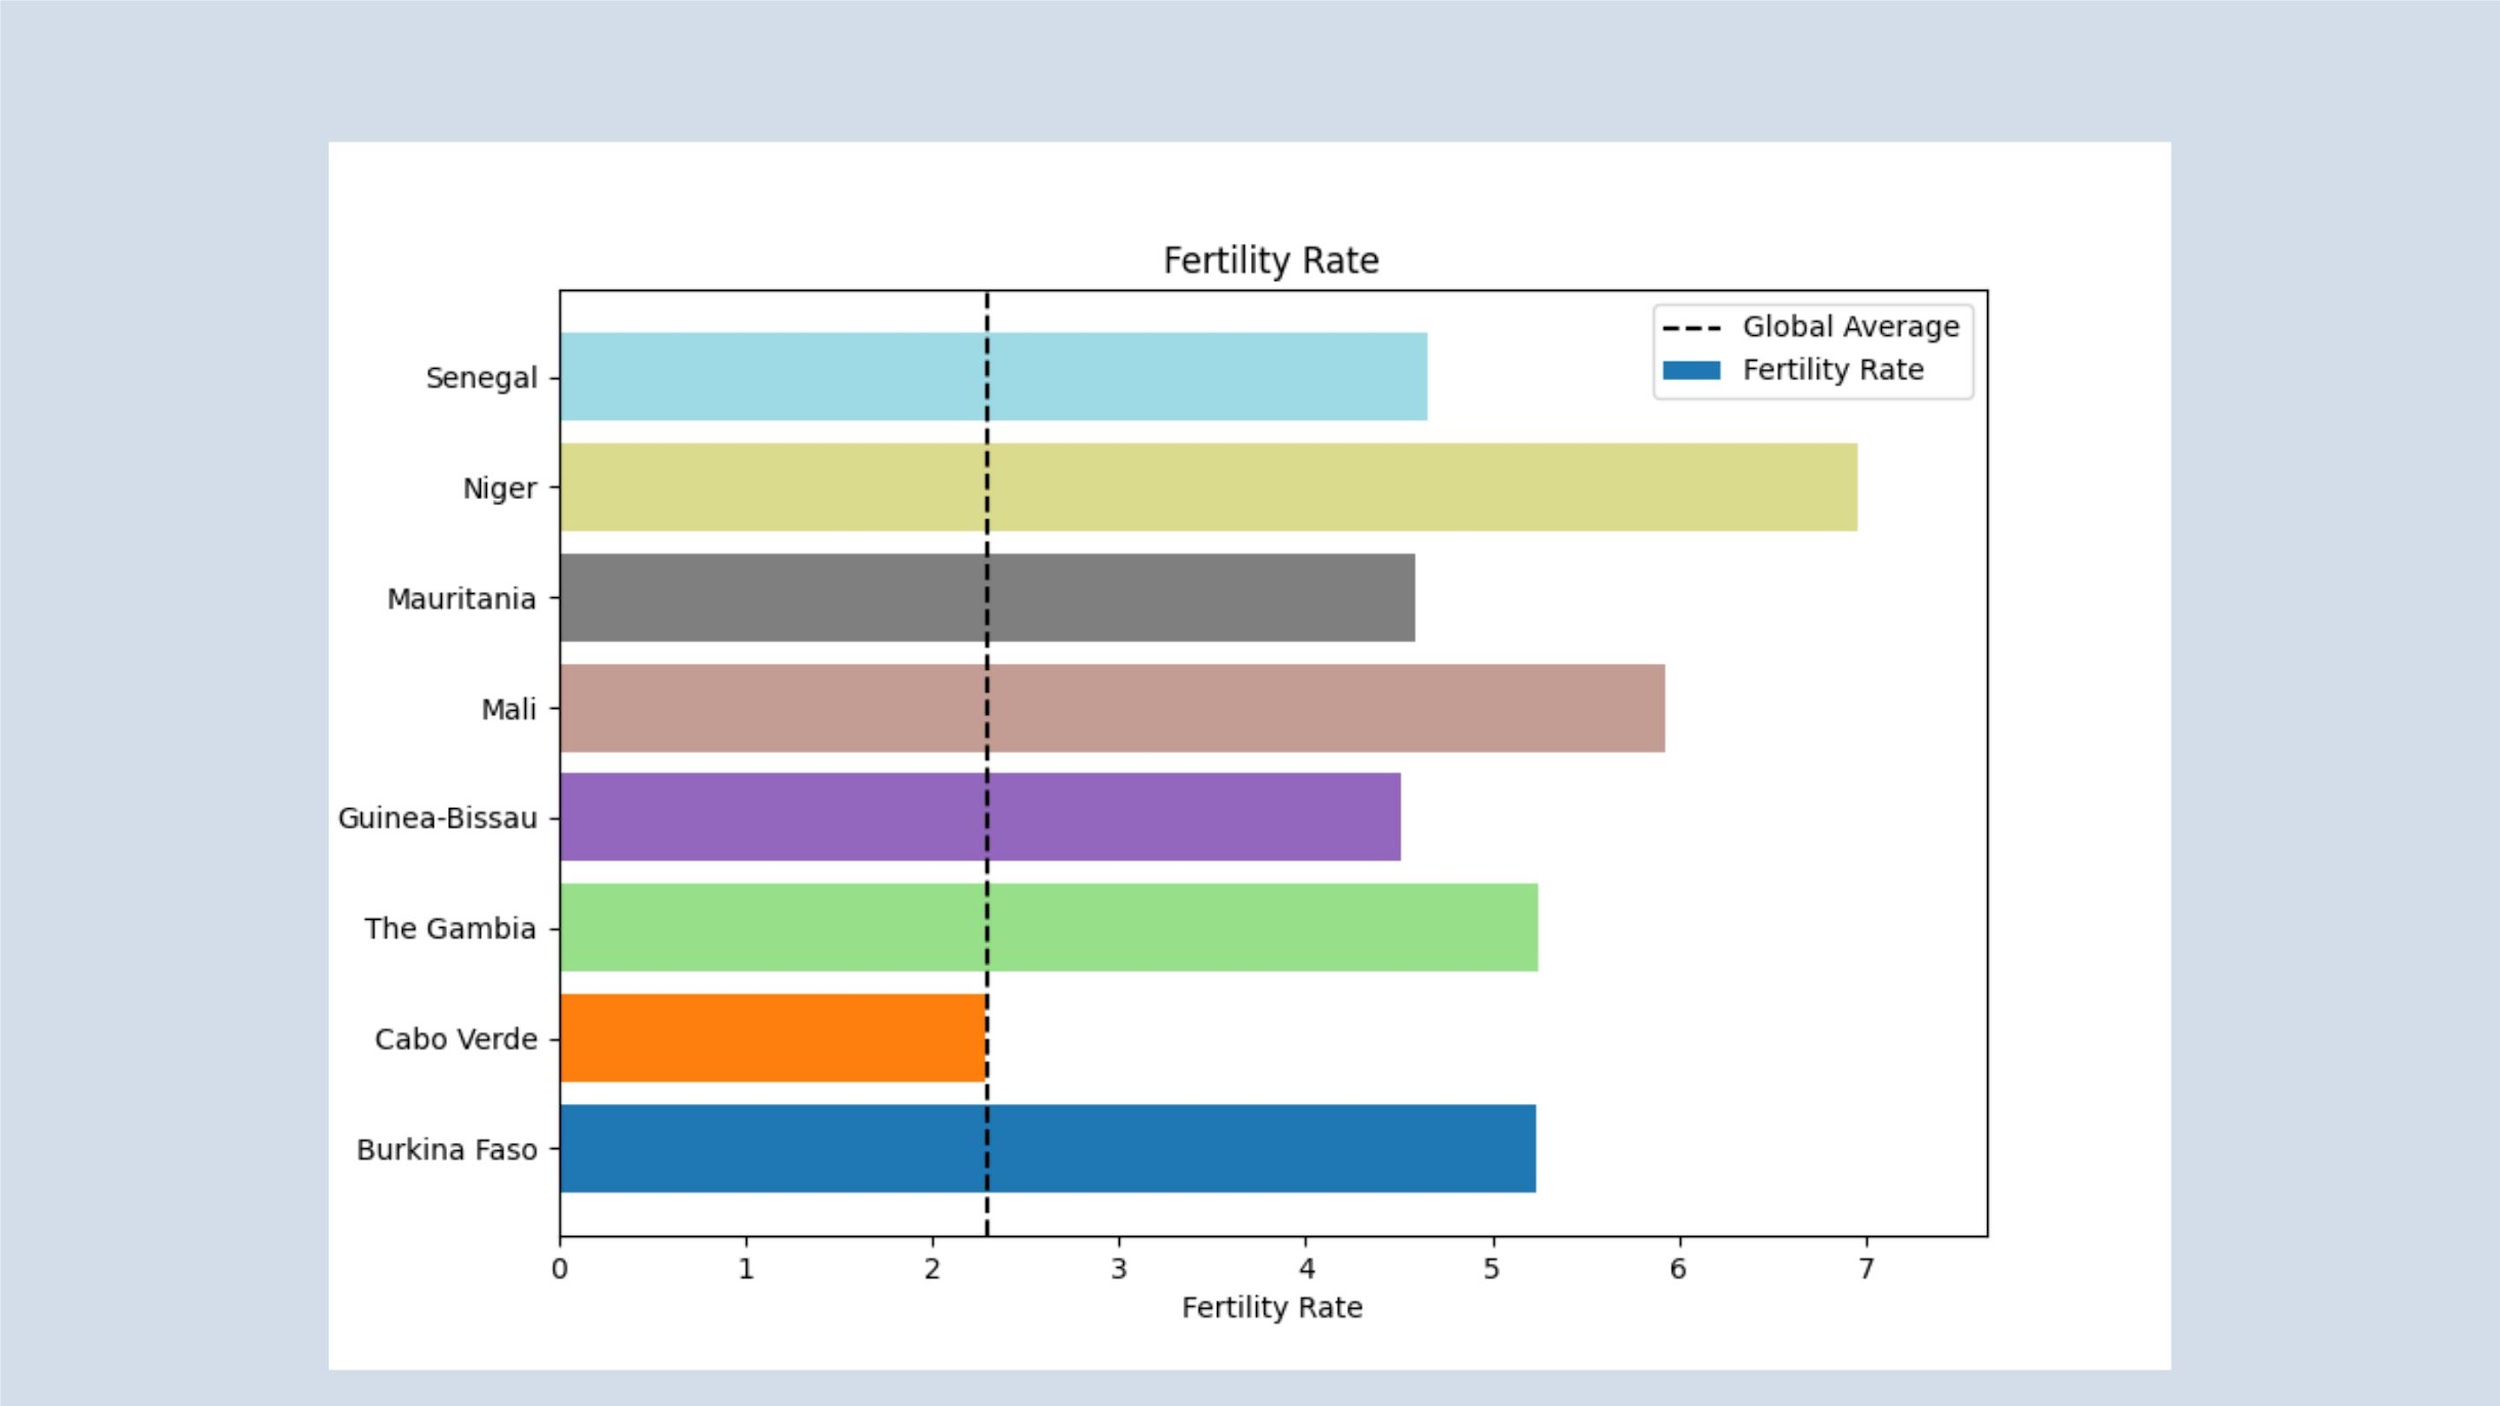 Fertility Rate
Global Average
Fertility Rate
Senegal
Niger
Mauritania
Mali
Guinea-Bissau
The Gambia
Cabo Verde
Burkina Faso
0 1 2 3 4 5 6 7
Fertility Rate